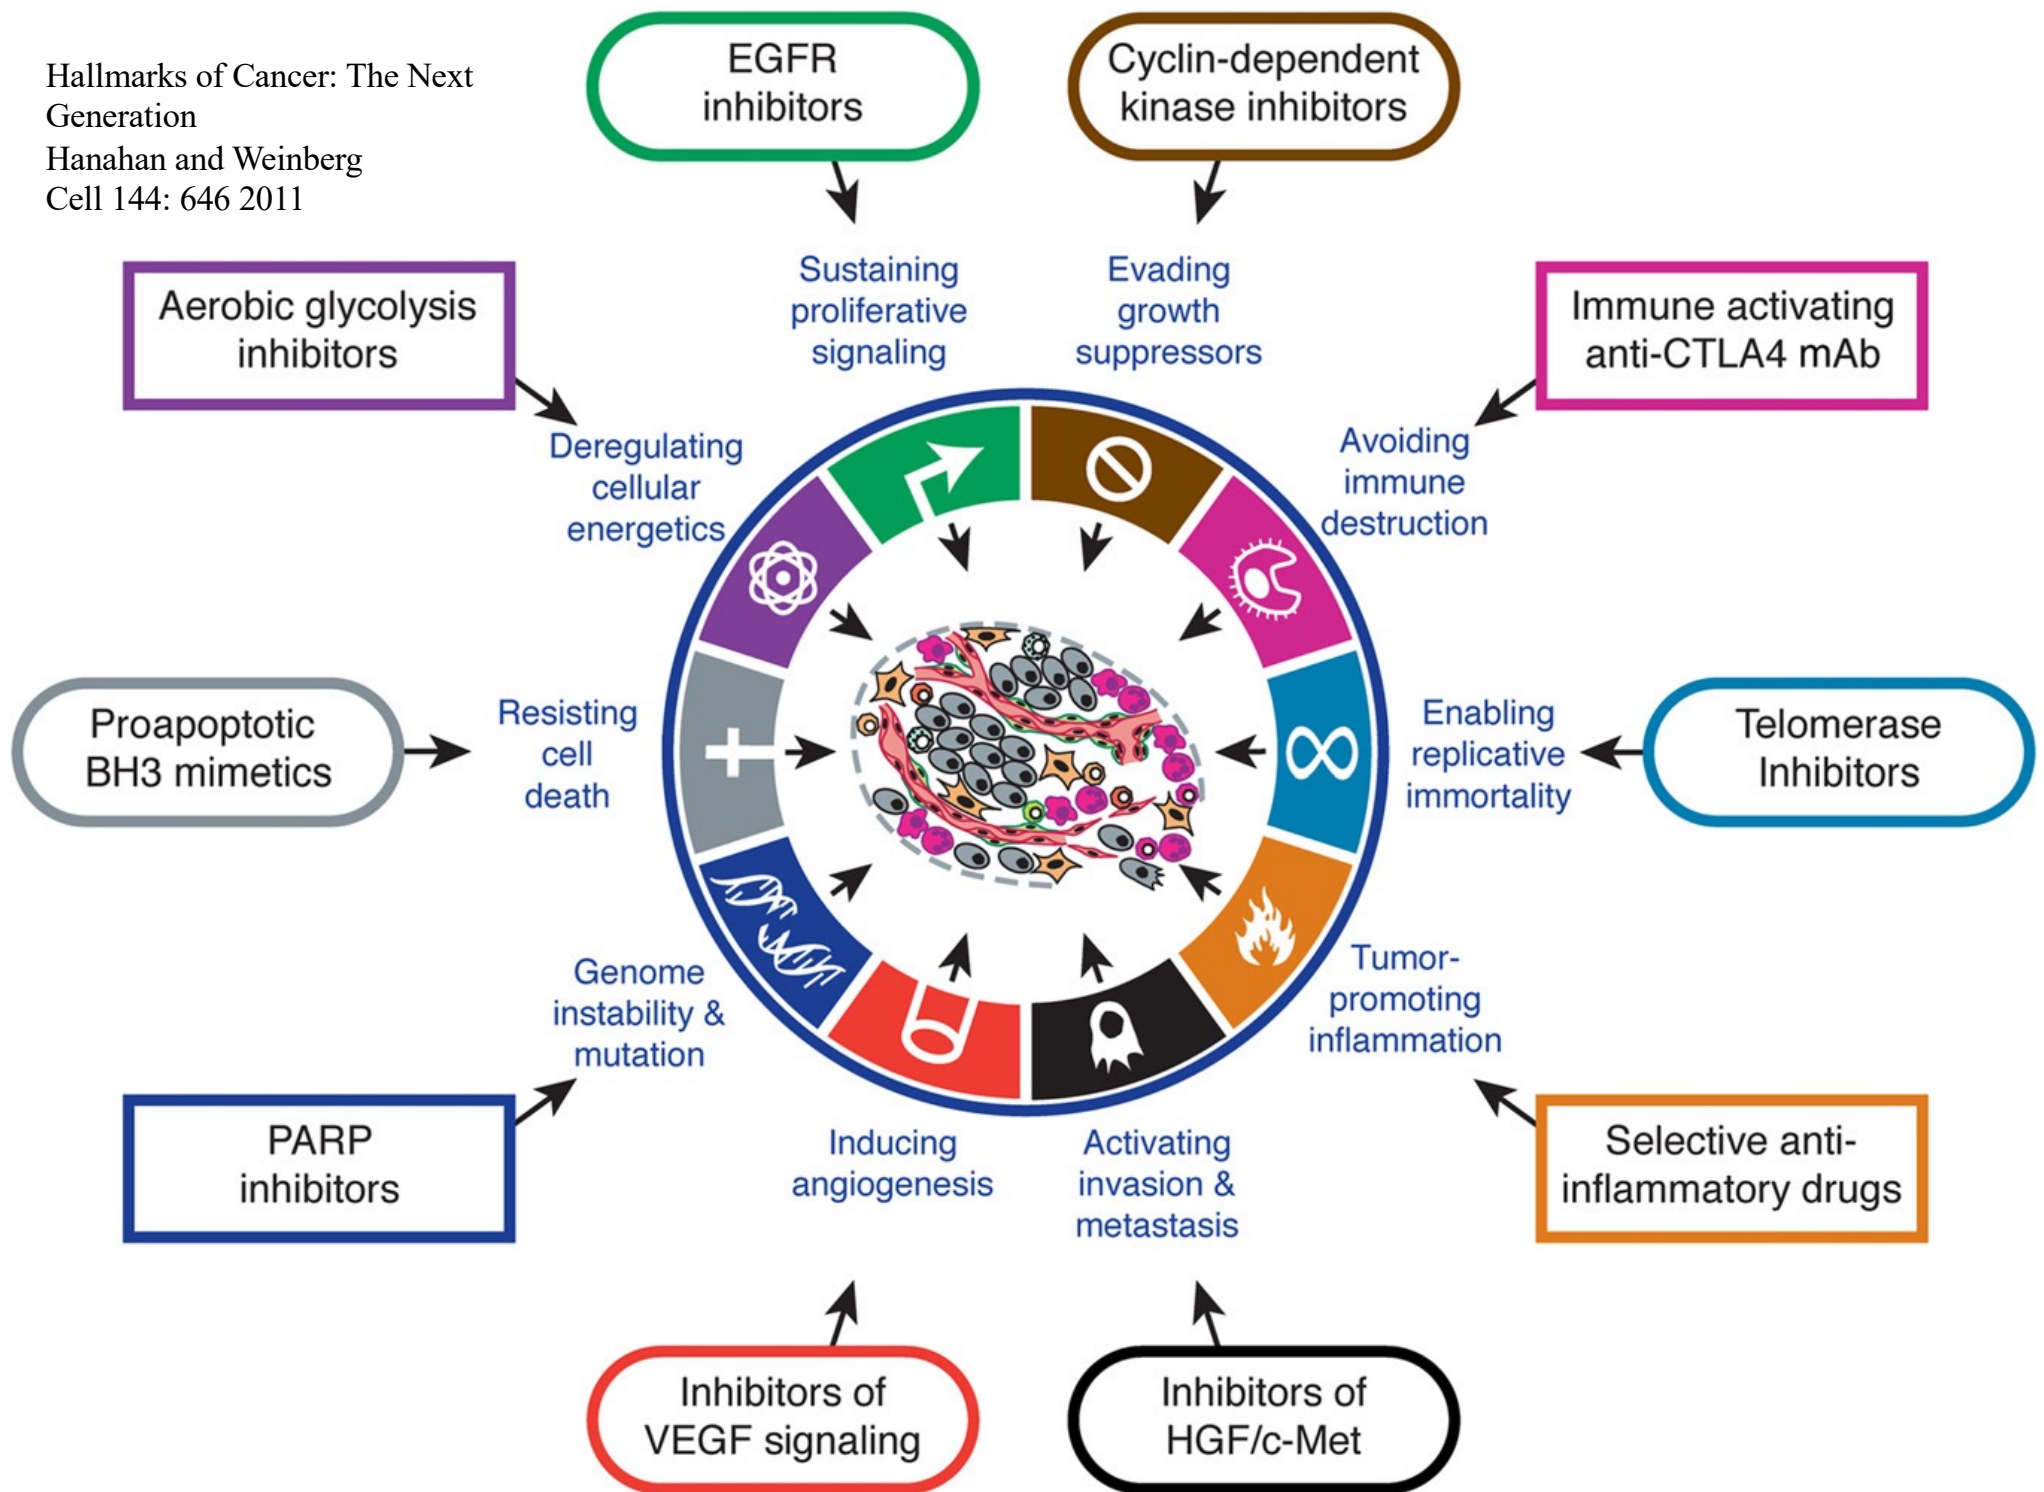 Hallmarks of Cancer: The Next
Generation
Hanahan and Weinberg
Cell 144: 646 2011
EGFR
inhibitors
Cyclin-dependent
kinase inhibitors
Sustaining
proliferative
signaling
Evading
growth
suppressors
Aerobic glycolysis
inhibitors
Immune activating
anti-CTLA4 mAb
Deregulating
cellular
energetics
Avoiding
immune
destruction
Proapoptotic
BH3 mimetics
Resisting
cell
death
Enabling
replicative
immortality
Telomerase
Inhibitors
Genome
instability &
mutation
Tumor-
promoting
inflammation
PARP
inhibitors
Inducing
angiogenesis
Activating
invasion &
metastasis
Selective anti-
inflammatory drugs
Inhibitors of
VEGF signaling
Inhibitors of
HGF/c-Met